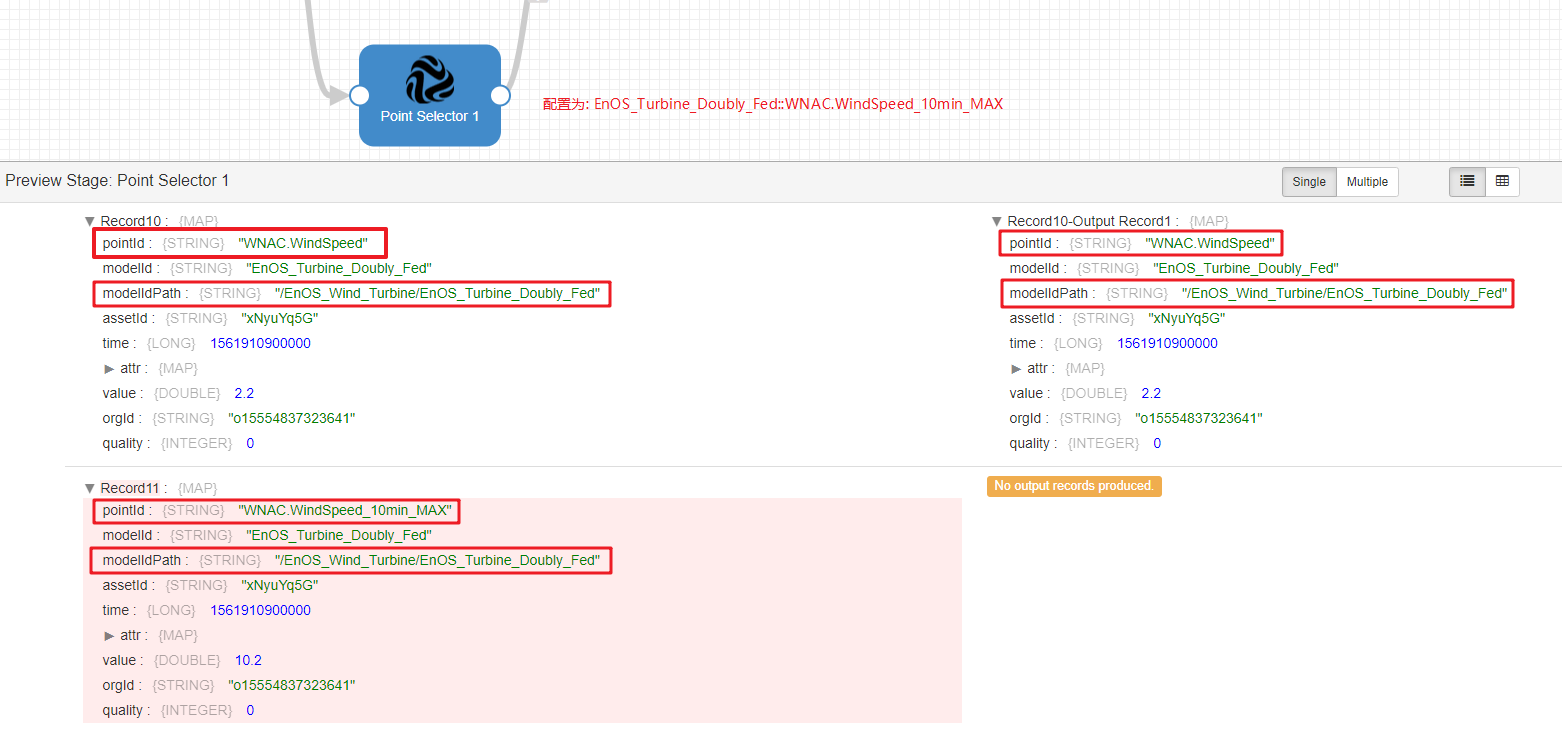 Point Selector 1
配置为: EnOS_Turbine_Doubly_Fed::WNAC.WindSpeed_10min_MAX
Preview Stage: Point Selector 1
Single Multiple
Record10 : {MAP}
pointId : {STRING} "WNAC.WindSpeed"
modelId : {STRING} "EnOS_Turbine_Doubly_Fed"
modelIdPath : {STRING} "/EnOS_Wind_Turbine/EnOS_Turbine_Doubly_Fed"
assetId : {STRING} "xNyuYq5G"
time : {LONG} 1561910900000
attr : {MAP}
value : {DOUBLE} 2.2
orgId : {STRING} "o15554837323641"
quality : {INTEGER} 0
Record10-Output Record1 : {MAP}
pointId : {STRING} "WNAC.WindSpeed"
modelId : {STRING} "EnOS_Turbine_Doubly_Fed"
modelIdPath : {STRING} "/EnOS_Wind_Turbine/EnOS_Turbine_Doubly_Fed"
assetId : {STRING} "xNyuYq5G"
time : {LONG} 1561910900000
attr : {MAP}
value : {DOUBLE} 2.2
orgId : {STRING} "o15554837323641"
quality : {INTEGER} 0
Record11 : {MAP}
pointId : {STRING} "WNAC.WindSpeed_10min_MAX"
modelId : {STRING} "EnOS_Turbine_Doubly_Fed"
modelIdPath : {STRING} "/EnOS_Wind_Turbine/EnOS_Turbine_Doubly_Fed"
assetId : {STRING} "xNyuYq5G"
time : {LONG} 1561910900000
attr : {MAP}
value : {DOUBLE} 10.2
orgId : {STRING} "o15554837323641"
quality : {INTEGER} 0
No output records produced.